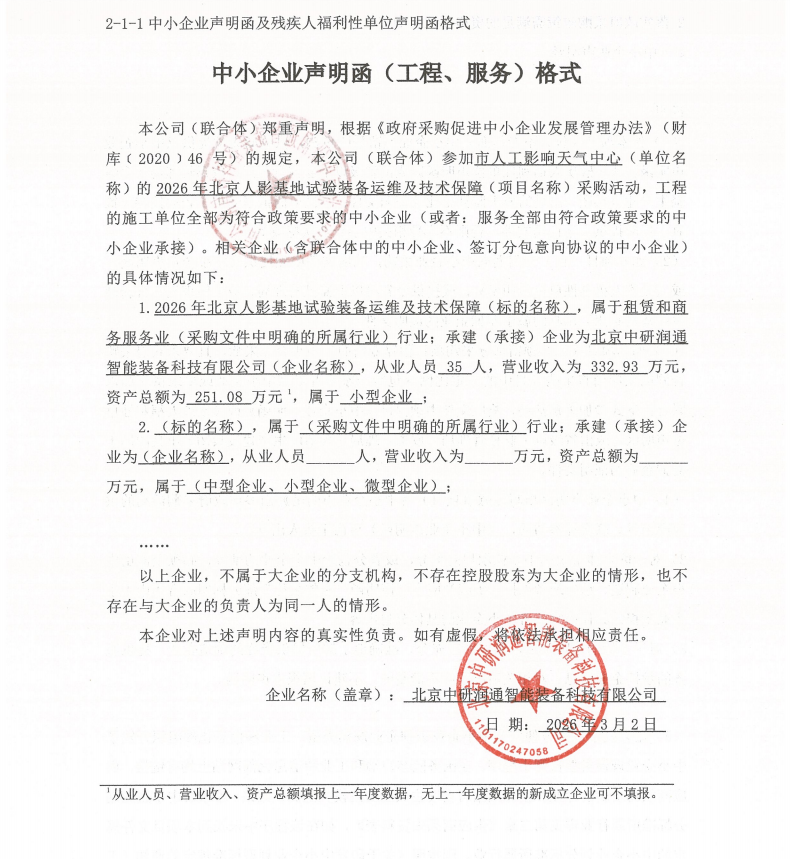 2-1-1 中小企业声明函及残疾人福利性单位声明函格式
中小企业声明函（工程、服务）格式
本公司（联合体）郑重声明，根据《政府采购促进中小企业发展管理办法》（财
库﹝2020﹞46 号）的规定，本公司（联合体）参加市人工影响天气中心（单位名
称）的 2026 年北京人影基地试验装备运维及技术保障（项目名称）采购活动，工程
的施工单位全部为符合政策要求的中小企业（或者：服务全部由符合政策要求的中
小企业承接）。相关企业（含联合体中的中小企业、签订分包意向协议的中小企业）
的具体情况如下：
1.2026 年北京人影基地试验装备运维及技术保障（标的名称），属于租赁和商
务服务业（采购文件中明确的所属行业）行业；承建（承接）企业为北京中研润通
智能装备科技有限公司（企业名称），从业人员 35 人，营业收入为 332.93 万元，
资产总额为 251.08 万元¹，属于 小型企业 ；
2.（标的名称），属于（采购文件中明确的所属行业）行业；承建（承接）企
业为（企业名称），从业人员______人，营业收入为______万元，资产总额为______
万元，属于（中型企业、小型企业、微型企业）；
……
以上企业，不属于大企业的分支机构，不存在控股股东为大企业的情形，也不
存在与大企业的负责人为同一人的情形。
本企业对上述声明内容的真实性负责。如有虚假，将依法承担相应责任。
企业名称（盖章）： 北京中研润通智能装备科技有限公司
日 期： 2026 年 3 月 2 日
北京中研润通智能装备科技有限公司
1101170247058
¹从业人员、营业收入、资产总额填报上一年度数据，无上一年度数据的新成立企业可不填报。